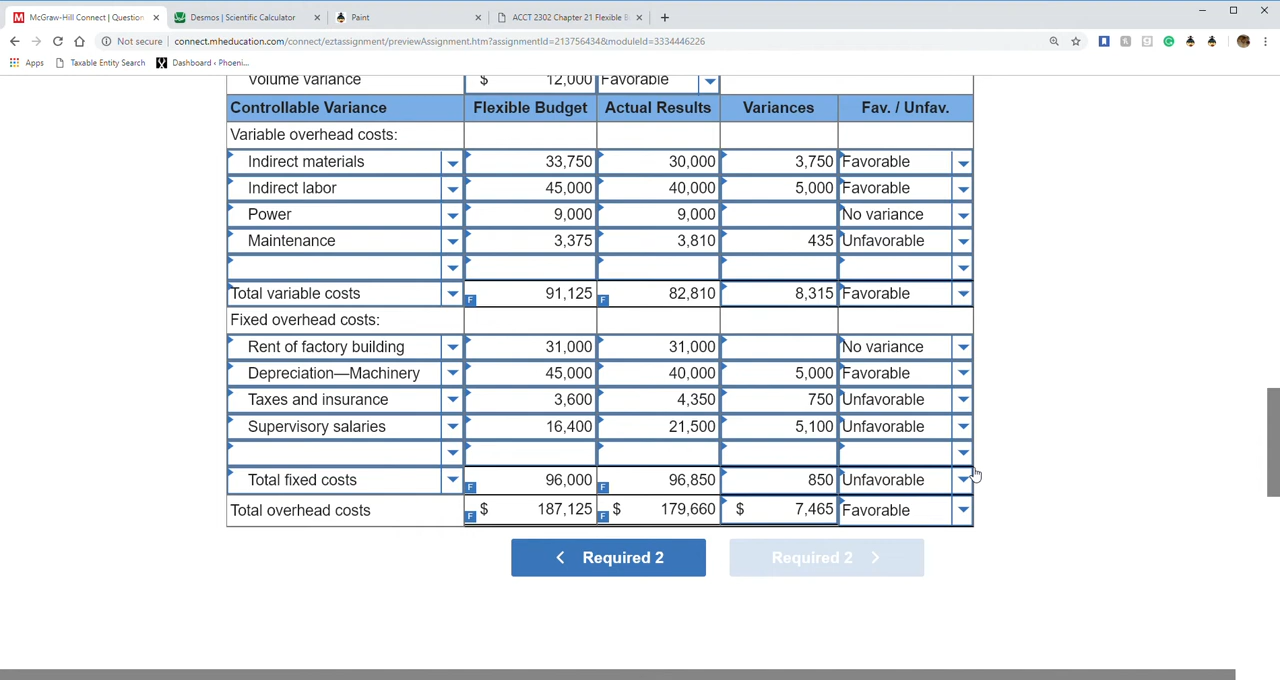 McGraw-Hill Connect | Question
Desmos | Scientific Calculator
Paint
ACCT 2302 Chapter 21 Flexible B
Not secure | connect.mheducation.com/connect/eztassignment/previewAssignment.htm?assignmentId=213756434&moduleId=3334446226
Apps Taxable Entity Search Dashboard ‹ Phoeni...
Volume variance $ 12,000 Favorable
Controllable Variance Flexible Budget Actual Results Variances Fav. / Unfav.
Variable overhead costs:
Indirect materials 33,750 30,000 3,750 Favorable
Indirect labor 45,000 40,000 5,000 Favorable
Power 9,000 9,000 No variance
Maintenance 3,375 3,810 435 Unfavorable
Total variable costs F 91,125 F 82,810 8,315 Favorable
Fixed overhead costs:
Rent of factory building 31,000 31,000 No variance
Depreciation—Machinery 45,000 40,000 5,000 Favorable
Taxes and insurance 3,600 4,350 750 Unfavorable
Supervisory salaries 16,400 21,500 5,100 Unfavorable
Total fixed costs F 96,000 F 96,850 850 Unfavorable
Total overhead costs F $ 187,125 F $ 179,660 $ 7,465 Favorable
< Required 2 Required 2 >